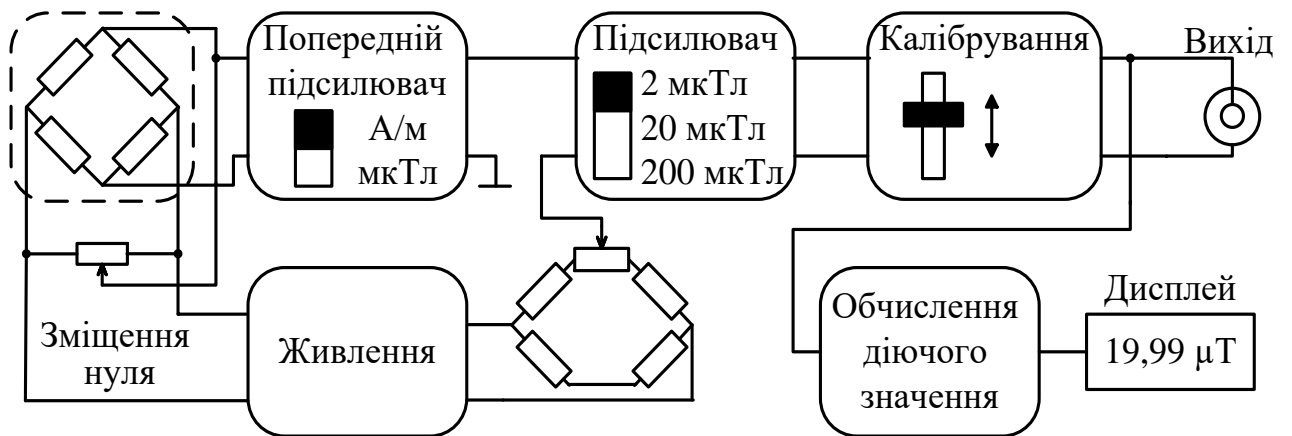 Попередній
підсилювач
А/м
мкТл
Підсилювач
2 мкТл
20 мкТл
200 мкТл
Калібрування
Вихід
Зміщення
нуля
Живлення
Обчислення
діючого
значення
Дисплей
19,99 µT